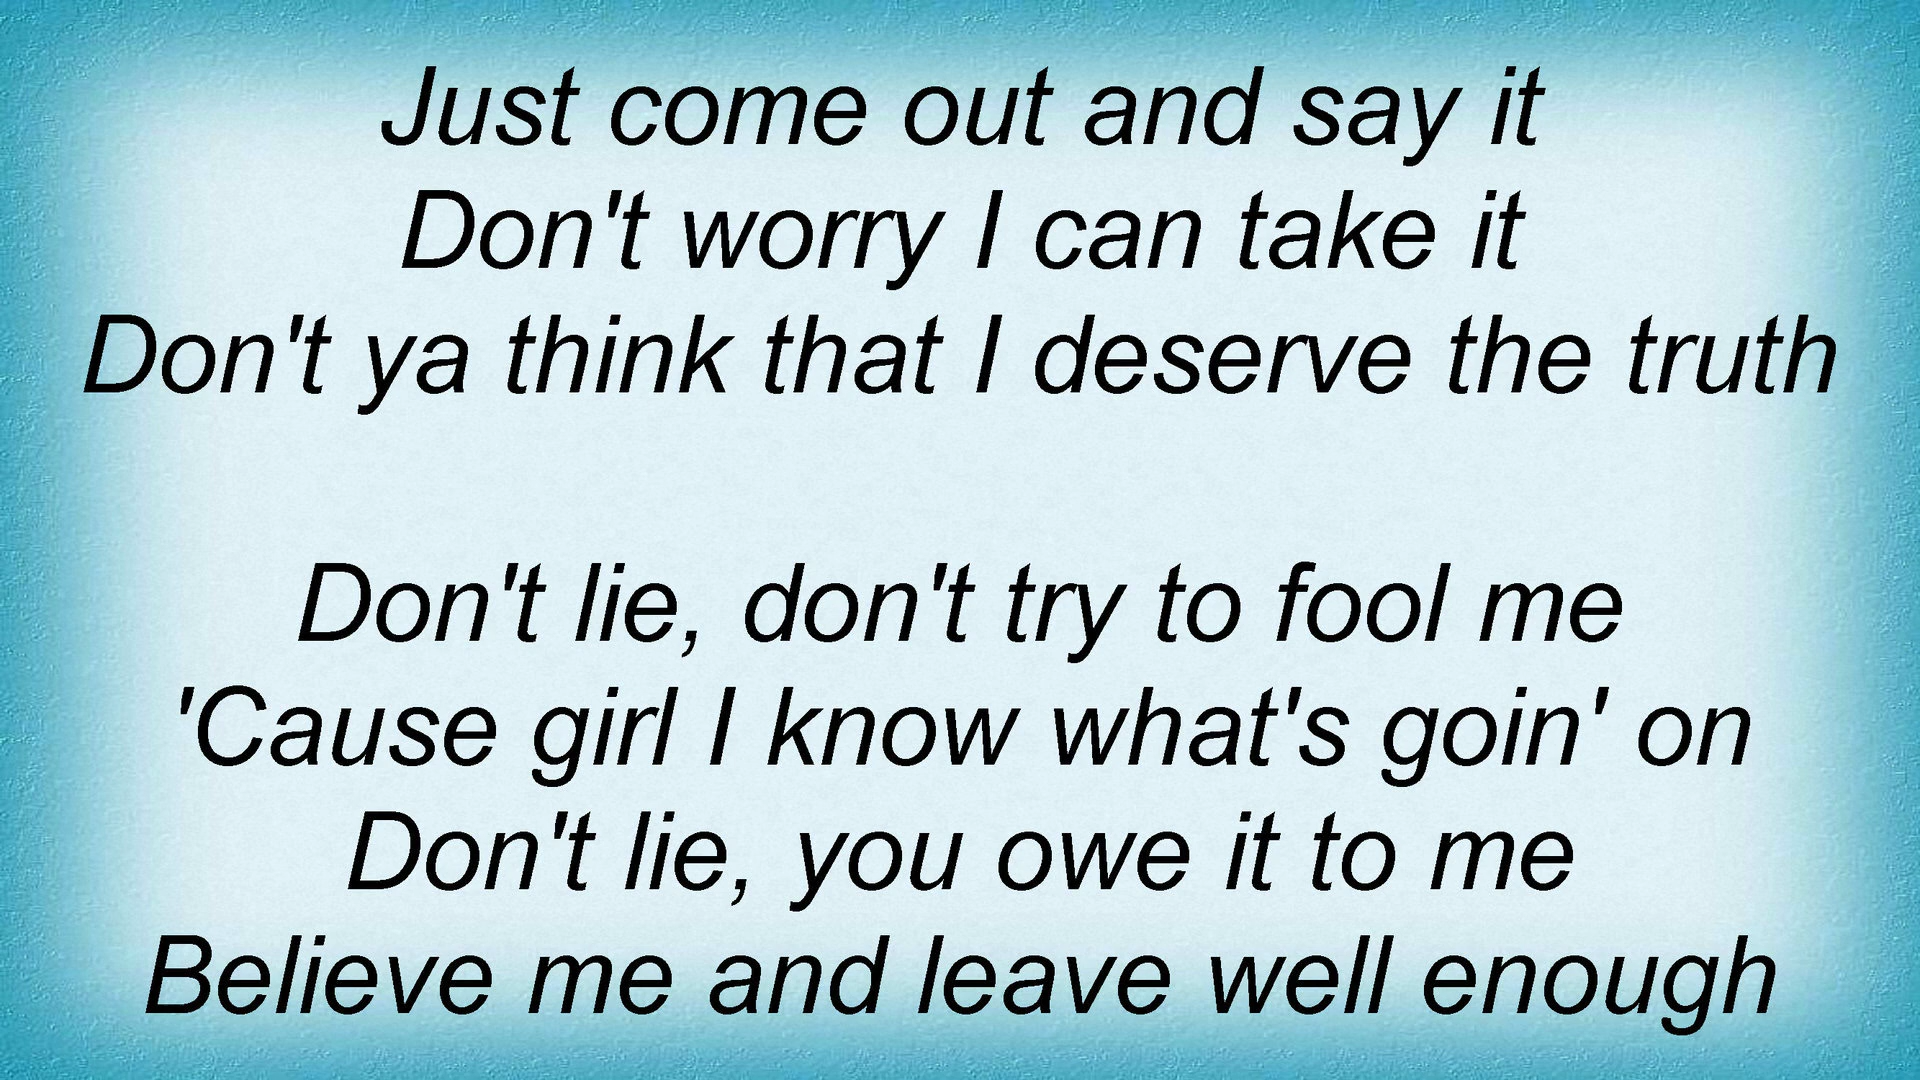 Just come out and say it
Don't worry I can take it
Don't ya think that I deserve the truth
Don't lie, don't try to fool me
'Cause girl I know what's goin' on
Don't lie, you owe it to me
Believe me and leave well enough